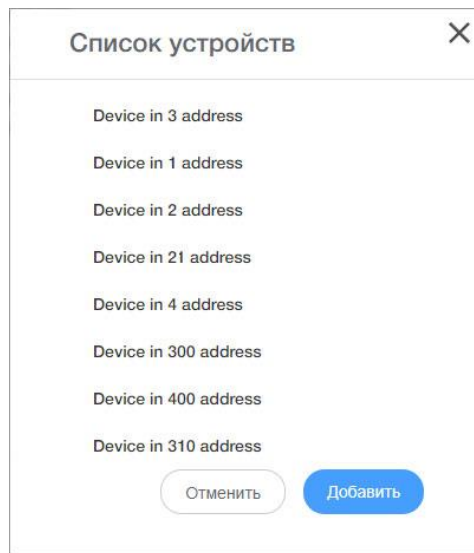 Список устройств
Device in 3 address
Device in 1 address
Device in 2 address
Device in 21 address
Device in 4 address
Device in 300 address
Device in 400 address
Device in 310 address
Отменить Добавить